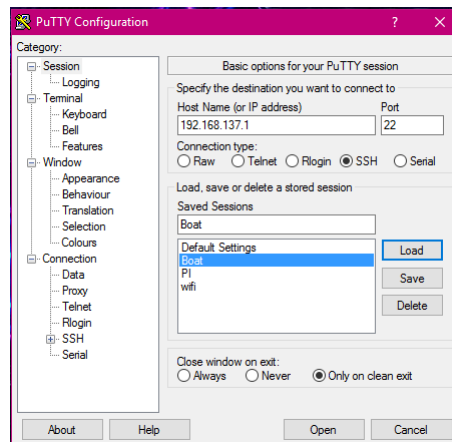 PuTTY Configuration
Category:
Session
Logging
Terminal
Keyboard
Bell
Features
Window
Appearance
Behaviour
Translation
Selection
Colours
Connection
Data
Proxy
Telnet
Rlogin
SSH
Serial
Basic options for your PuTTY session
Specify the destination you want to connect to
Host Name (or IP address) Port
192.168.137.1 22
Connection type:
Raw Telnet Rlogin SSH Serial
Load, save or delete a stored session
Saved Sessions
Boat
Default Settings
Boat
PI
wifi
Load
Save
Delete
Close window on exit:
Always Never Only on clean exit
About Help Open Cancel